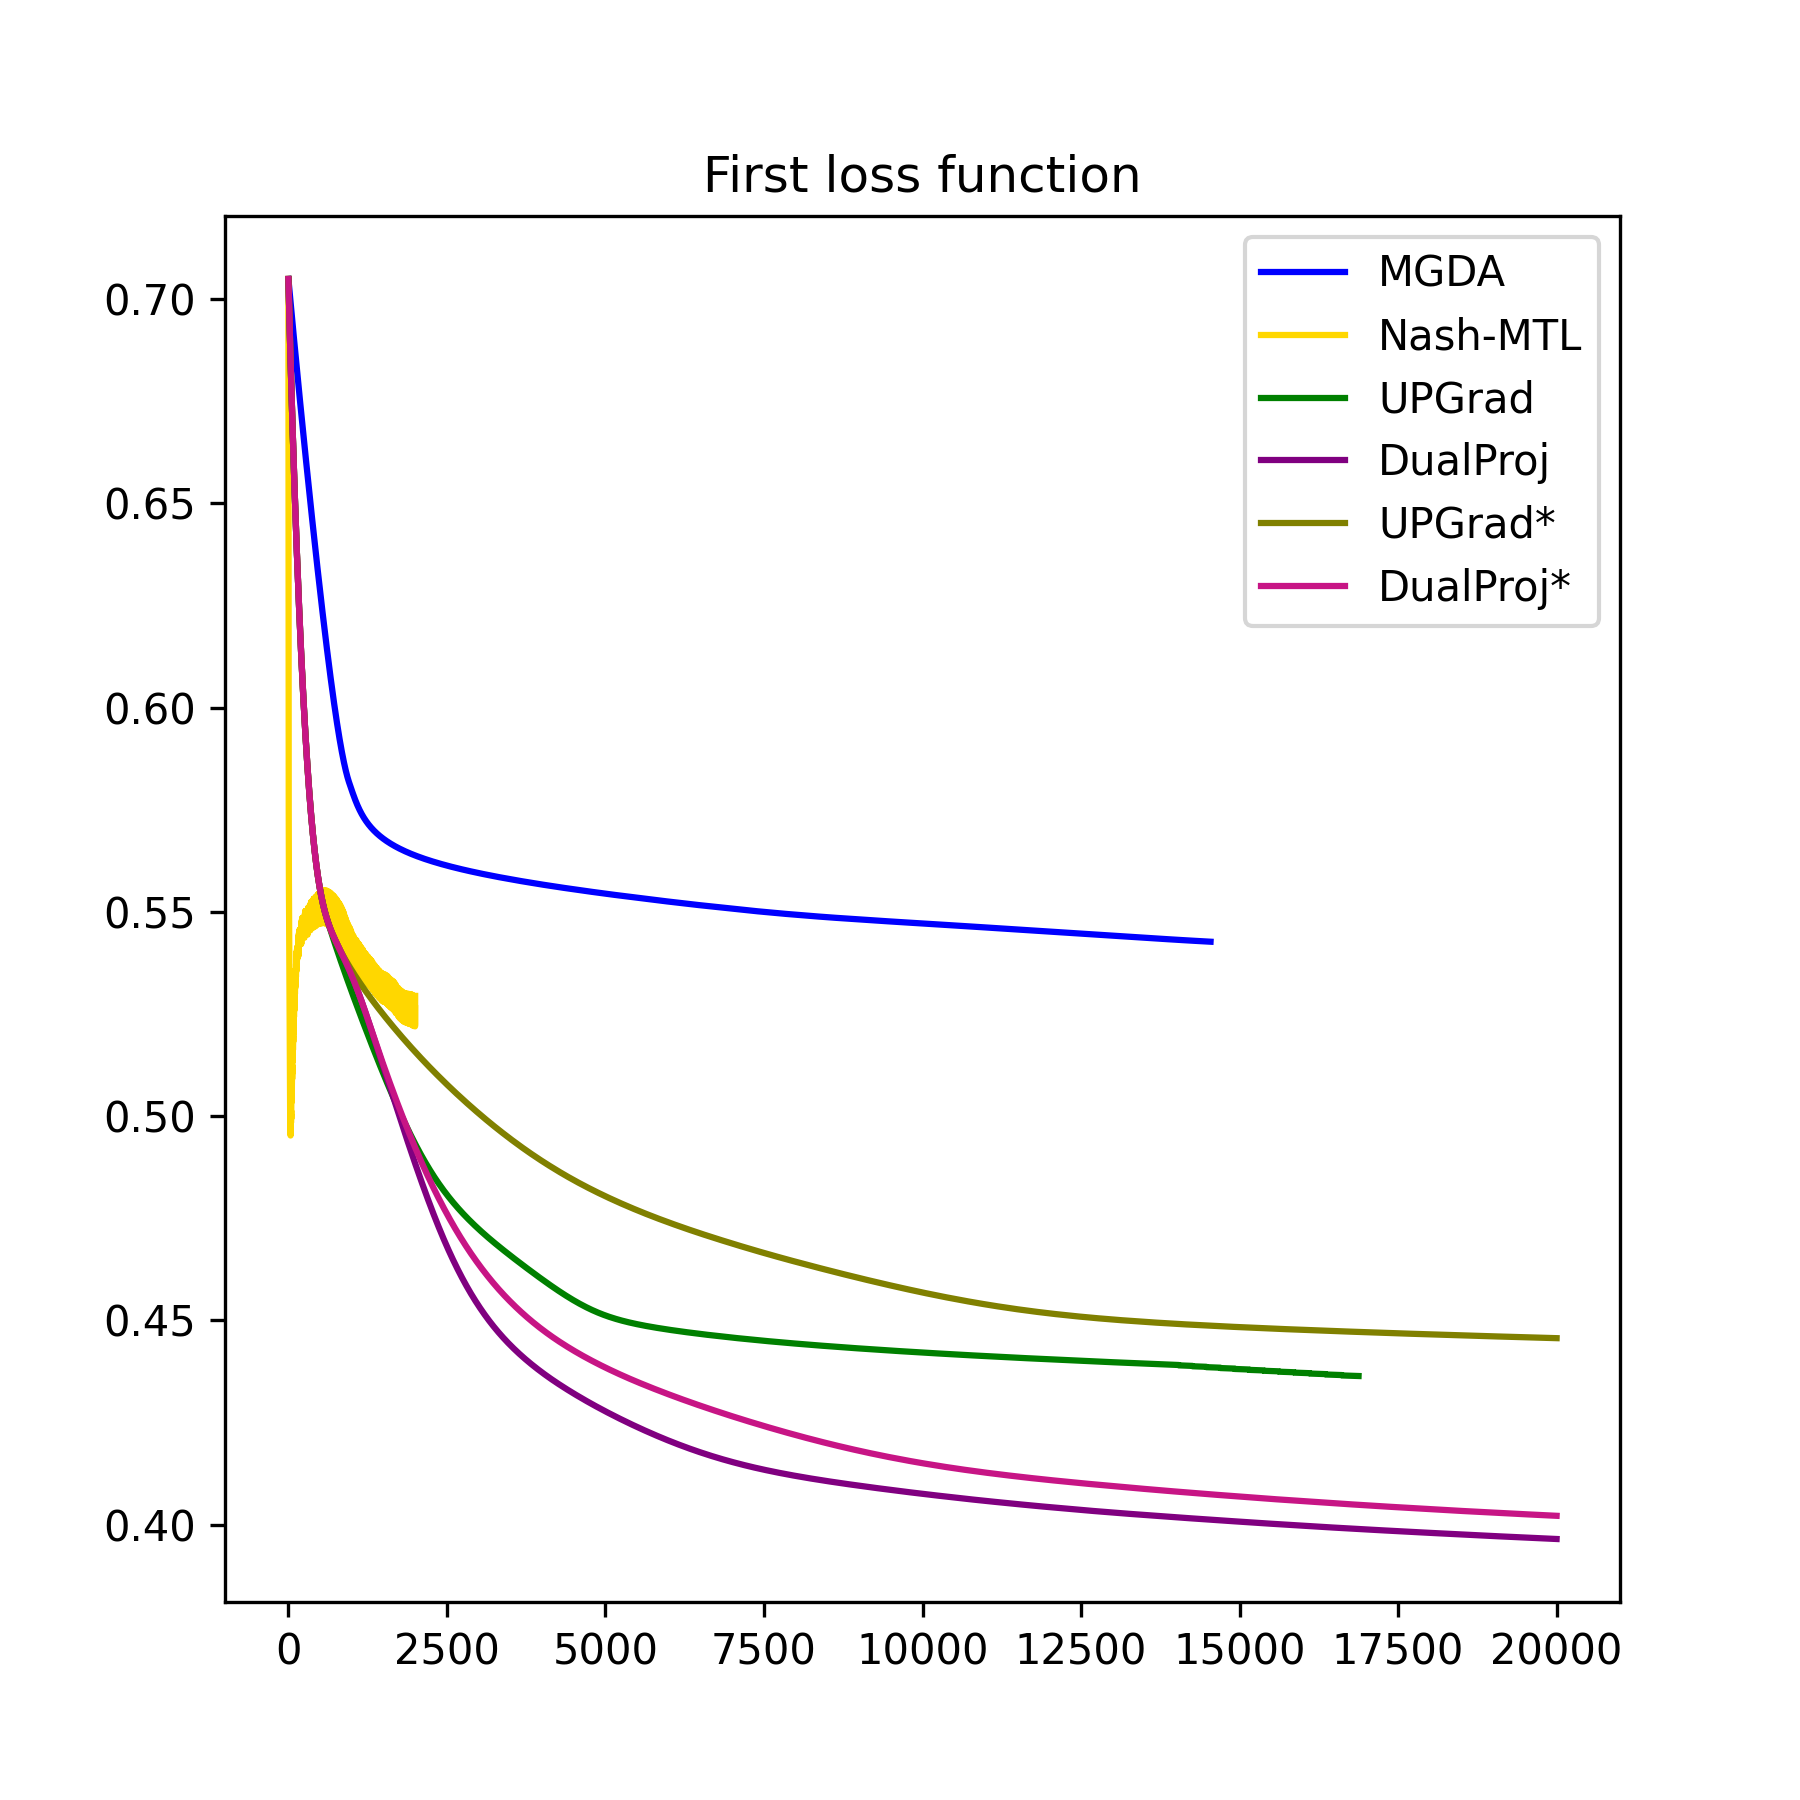 First loss function
MGDA
Nash-MTL
UPGrad
DualProj
UPGrad*
DualProj*
0.70
0.65
0.60
0.55
0.50
0.45
0.40
0 2500 5000 7500 10000 12500 15000 17500 20000